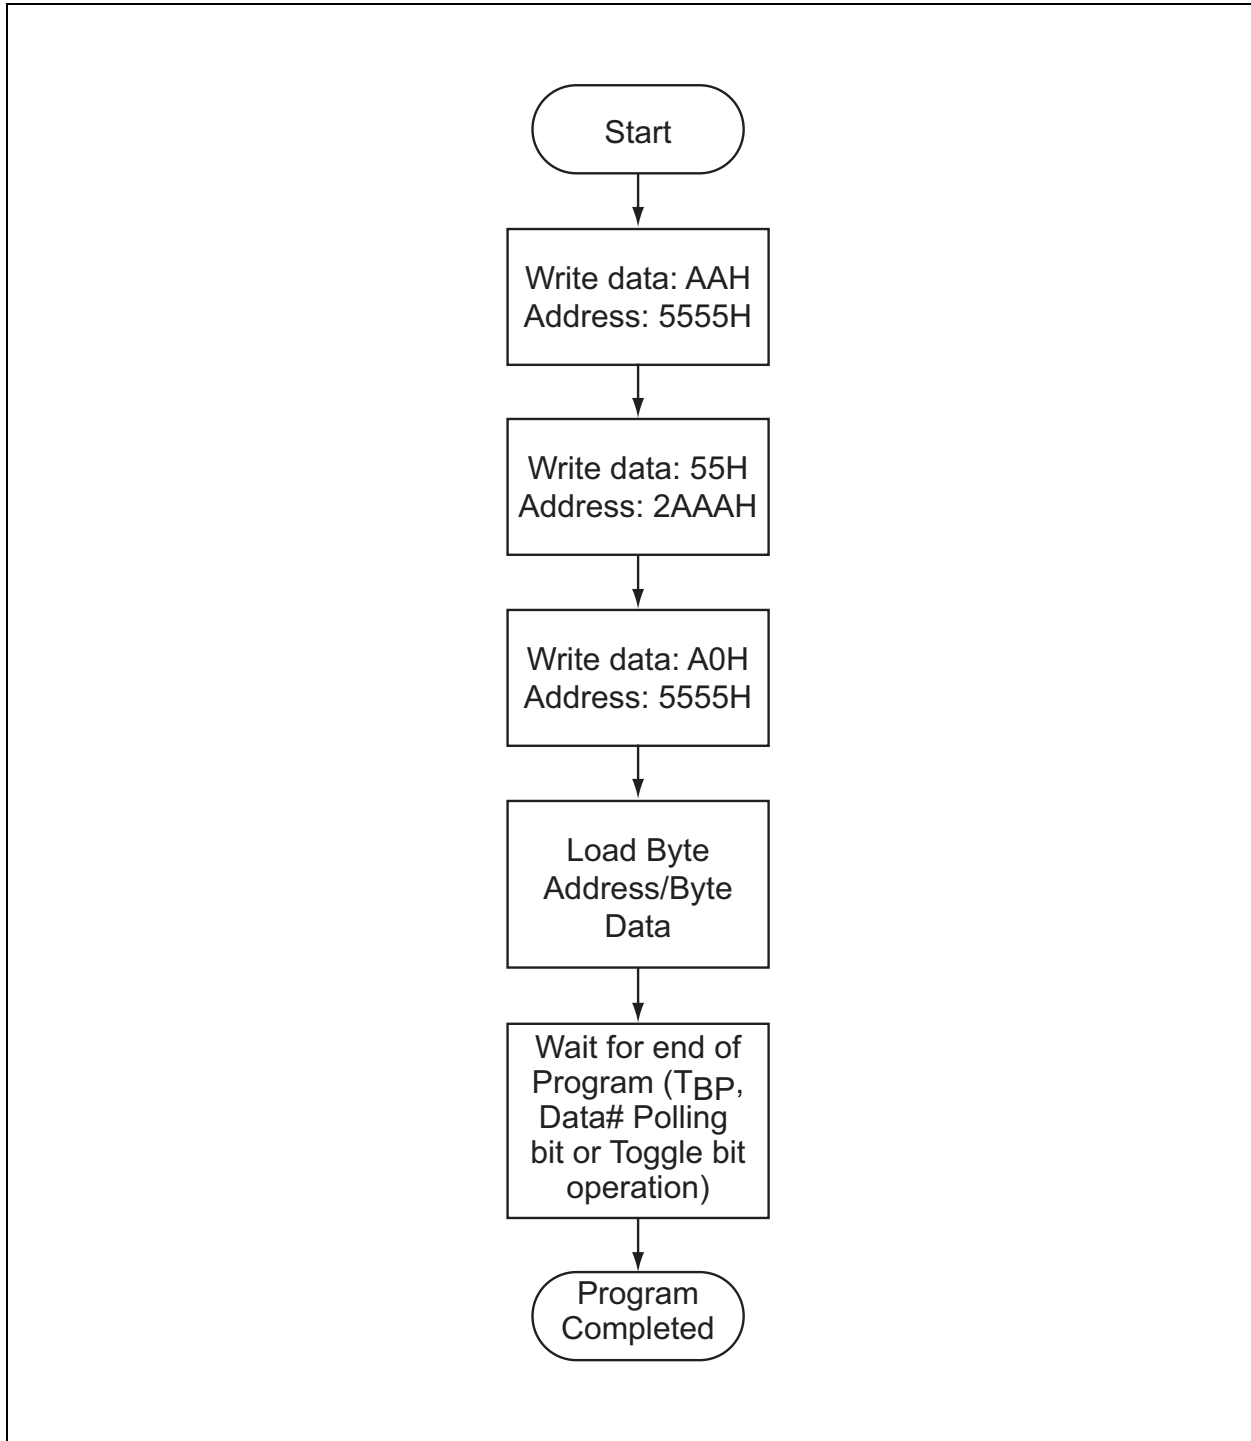 Start
Write data: AAH
Address: 5555H
Write data: 55H
Address: 2AAAH
Write data: A0H
Address: 5555H
Load Byte
Address/Byte
Data
Wait for end of
Program (TBP,
Data# Polling
bit or Toggle bit
operation)
Program
Completed